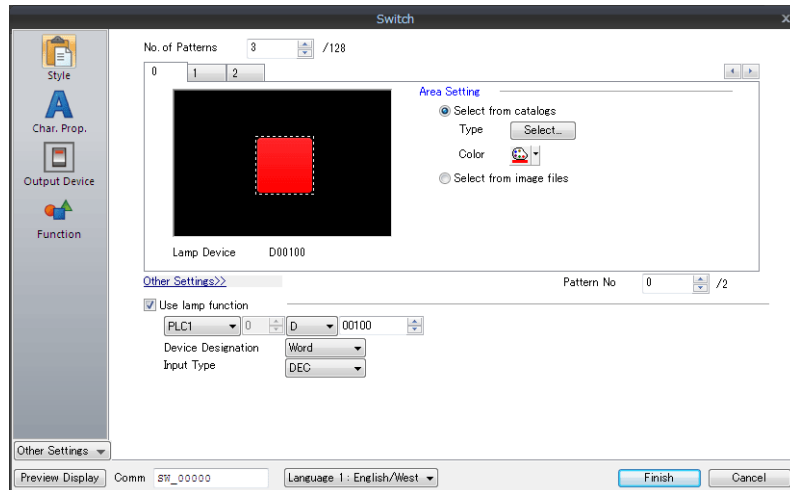 Switch
x
Style
Char. Prop.
Output Device
Function
No. of Patterns 3 /128
0 1 2
Area Setting
Select from catalogs
Type Select...
Color
Select from image files
Lamp Device D00100
Other Settings>>
Pattern No 0 /2
Use lamp function
PLC1 0 D 00100
Device Designation Word
Input Type DEC
Other Settings
Preview Display Comm SW_00000 Language 1 : English/West Finish Cancel